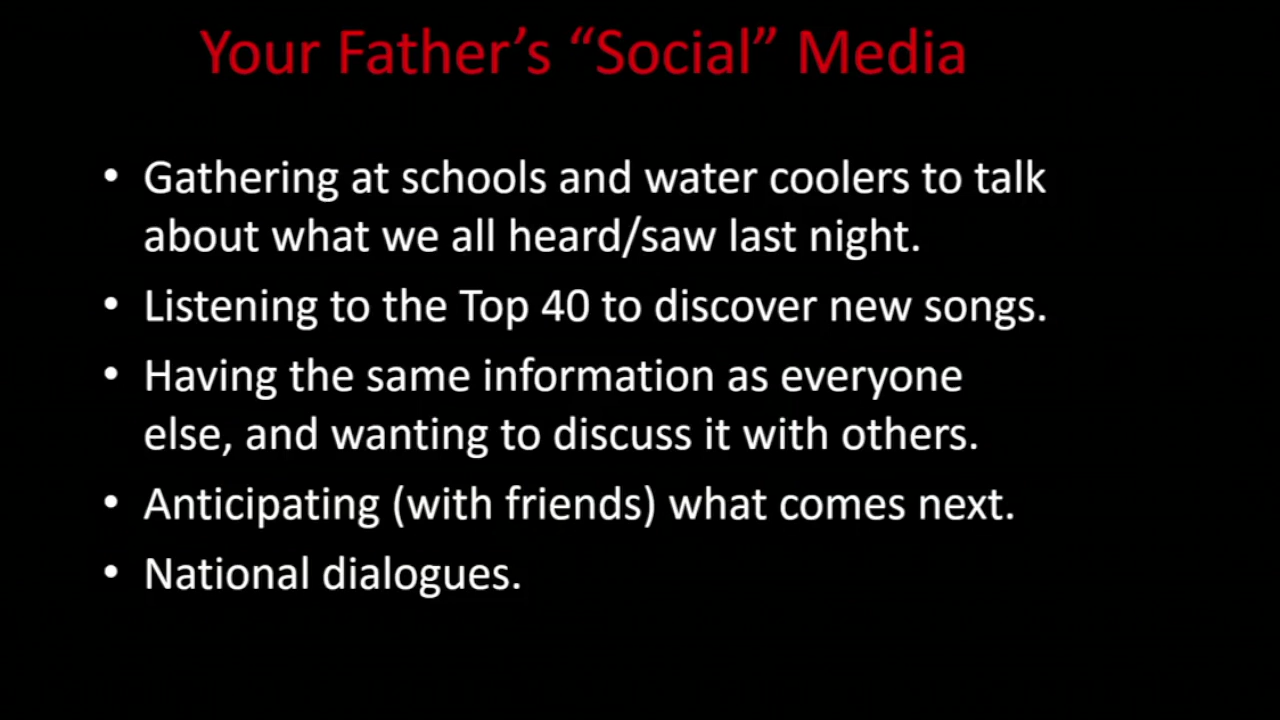 Your Father’s “Social” Media
• Gathering at schools and water coolers to talk
about what we all heard/saw last night.
• Listening to the Top 40 to discover new songs.
• Having the same information as everyone
else, and wanting to discuss it with others.
• Anticipating (with friends) what comes next.
• National dialogues.